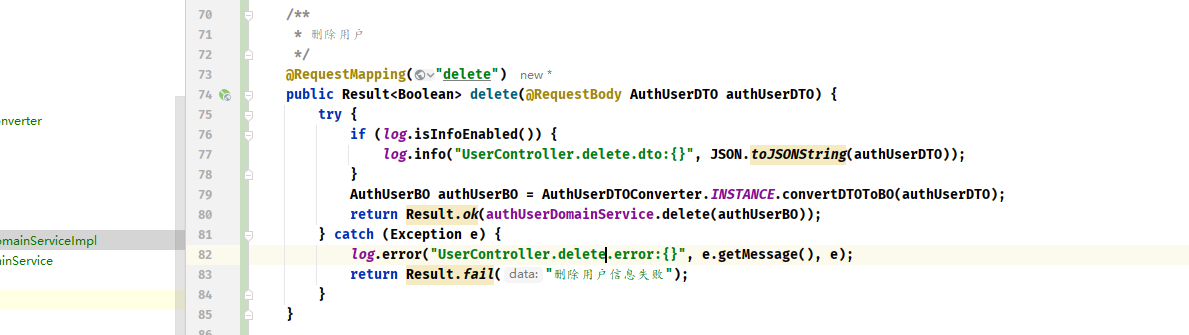 70 /**
71 * 删除用户
72 */
73 @RequestMapping("delete") new *
74 public Result<Boolean> delete(@RequestBody AuthUserDTO authUserDTO) {
75 try {
76 if (log.isInfoEnabled()) {
77 log.info("UserController.delete.dto:{}", JSON.toJSONString(authUserDTO));
78 }
79 AuthUserBO authUserBO = AuthUserDTOConverter.INSTANCE.convertDTOToBO(authUserDTO);
80 return Result.ok(authUserDomainService.delete(authUserBO));
81 } catch (Exception e) {
82 log.error("UserController.delete.error:{}", e.getMessage(), e);
83 return Result.fail( data: "删除用户信息失败");
84 }
85 }
onverter
omainServiceImpl
ainService